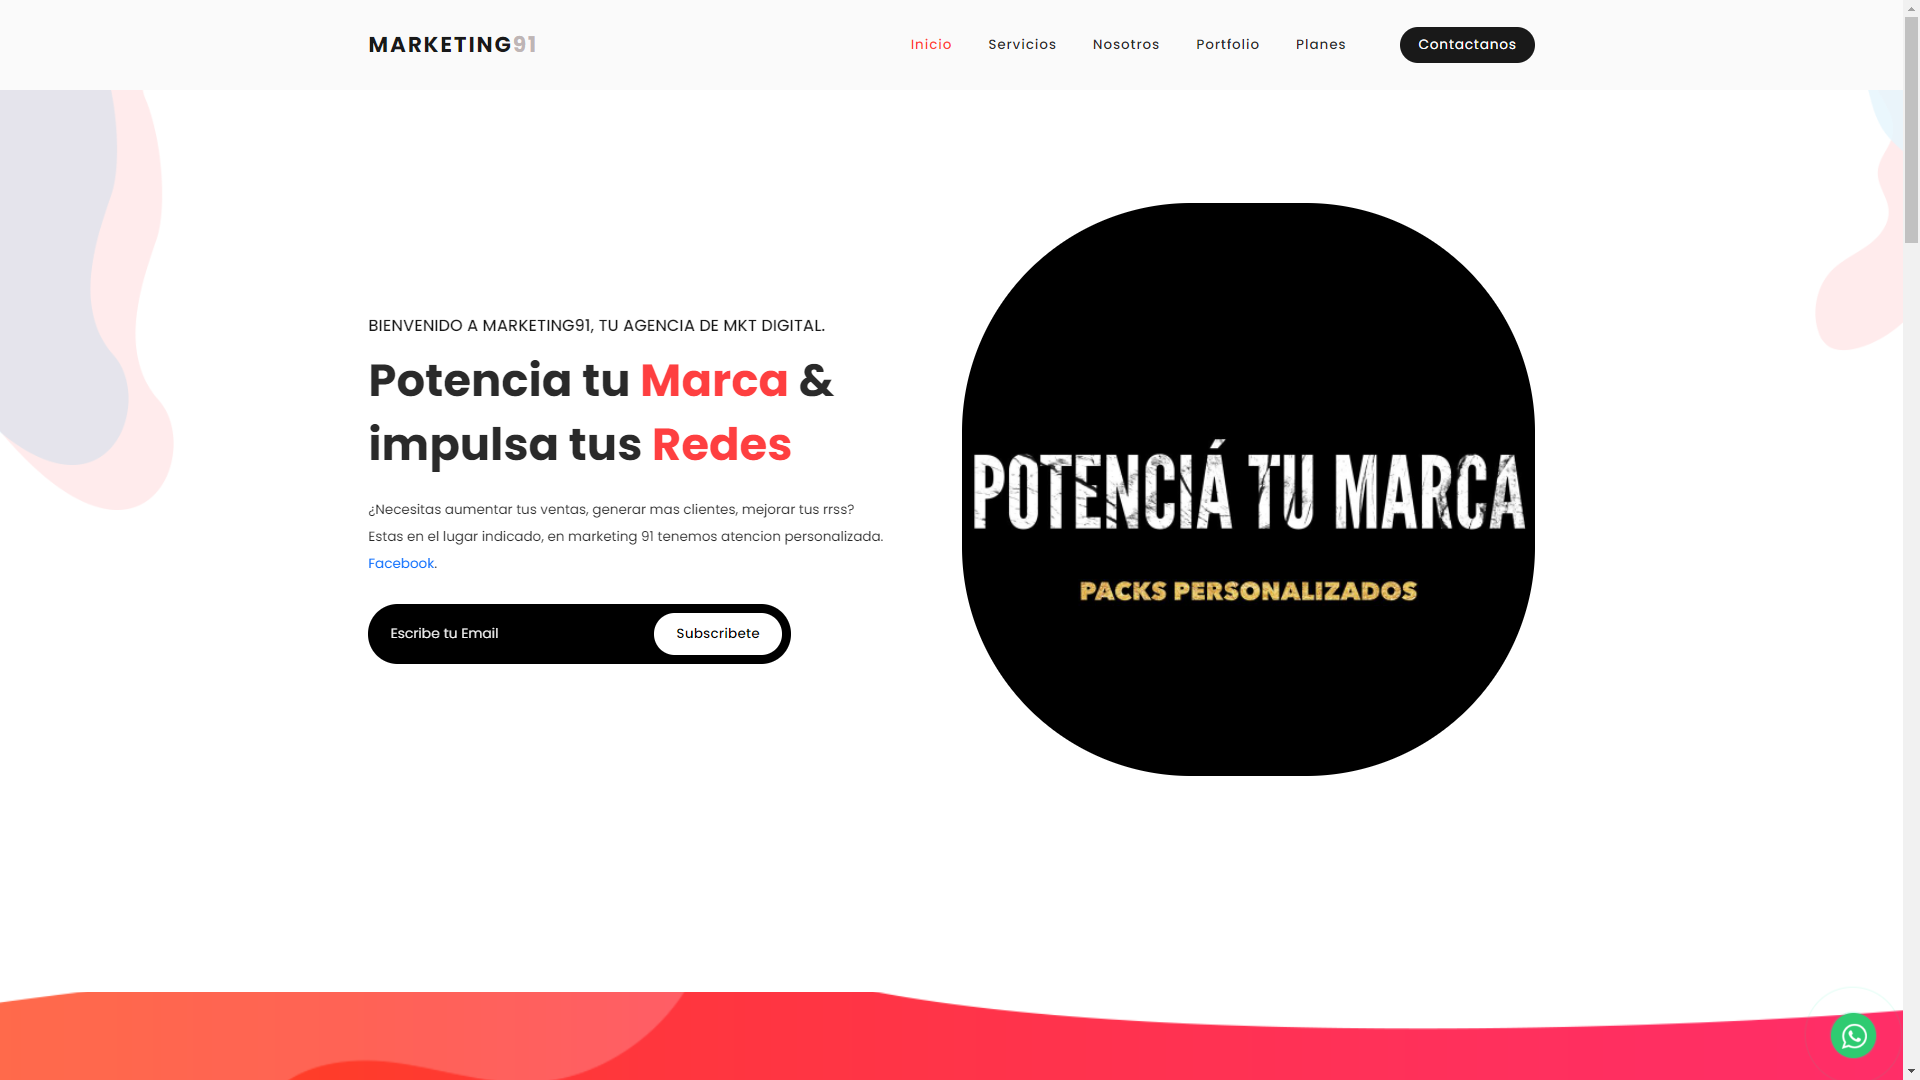 MARKETING91
Inicio
Servicios
Nosotros
Portfolio
Planes
Contactanos
BIENVENIDO A MARKETING91, TU AGENCIA DE MKT DIGITAL.
Potencia tu Marca &
impulsa tus Redes
¿Necesitas aumentar tus ventas, generar mas clientes, mejorar tus rrss?
Estas en el lugar indicado, en marketing 91 tenemos atencion personalizada.
Facebook.
Escribe tu Email
Subscribete
POTENCIÁ TU MARCA
PACKS PERSONALIZADOS